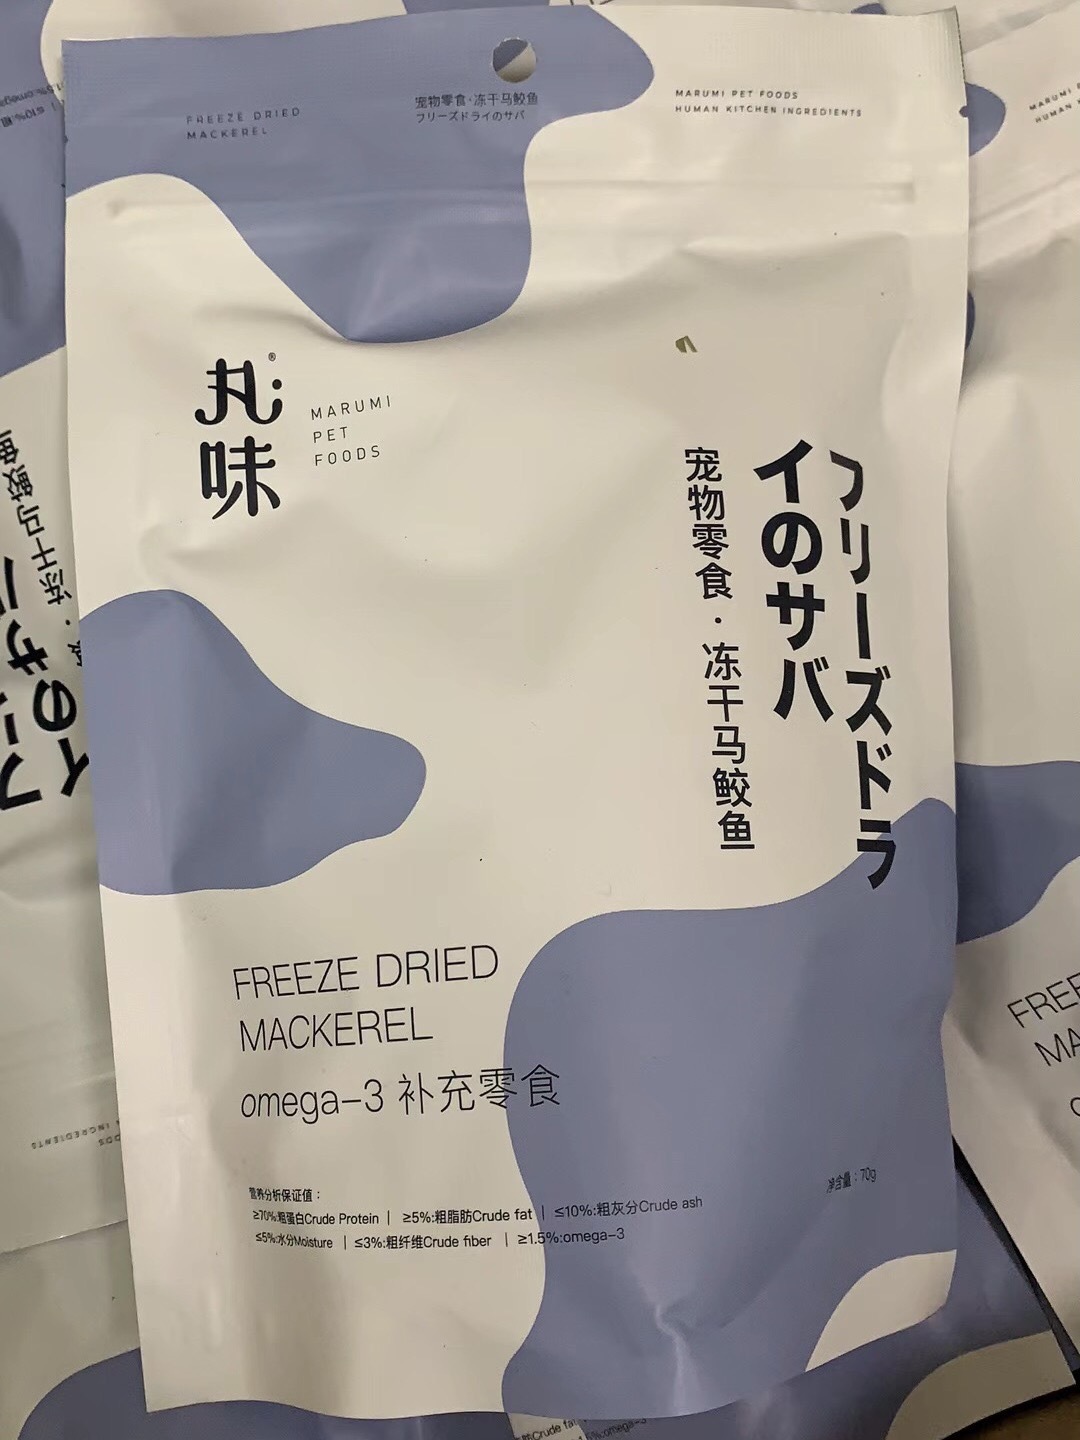 FREEZE DRIED
MACKEREL
宠物零食·冻干马鲛鱼
フリーズドライのサバ
MARUMI PET FOODS
HUMAN KITCHEN INGREDIENTS
丸味®
MARUMI
PET
FOODS
フリーズドラ
イのサバ
宠物零食·冻干马鲛鱼
FREEZE DRIED
MACKEREL
omega-3 补充零食
营养分析保证值：
≥70%:粗蛋白Crude Protein | ≥5%:粗脂肪Crude fat | ≤10%:粗灰分Crude ash
≤5%:水分Moisture | ≤3%:粗纤维Crude fiber | ≥1.5%:omega-3
净含量：70g